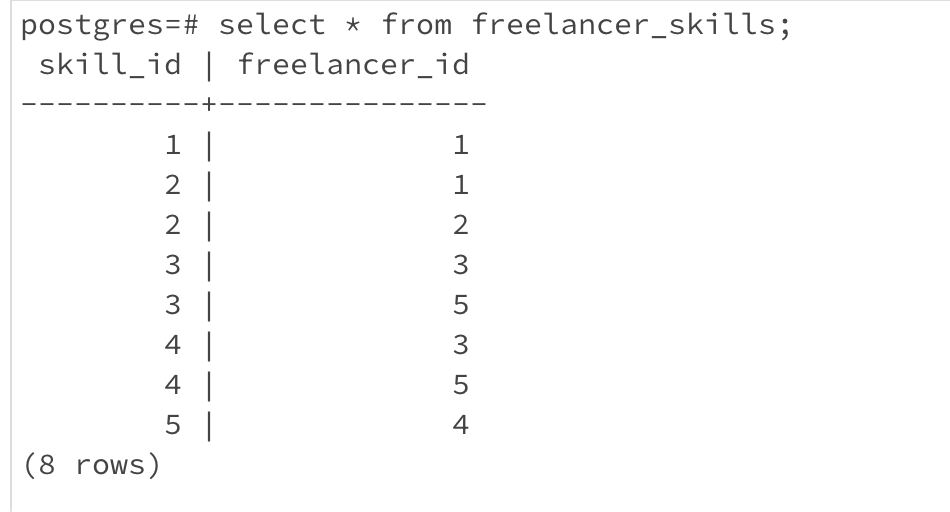 postgres=# select * from freelancer_skills;
 skill_id | freelancer_id
----------+---------------
        1 |             1
        2 |             1
        2 |             2
        3 |             3
        3 |             5
        4 |             3
        4 |             5
        5 |             4
(8 rows)